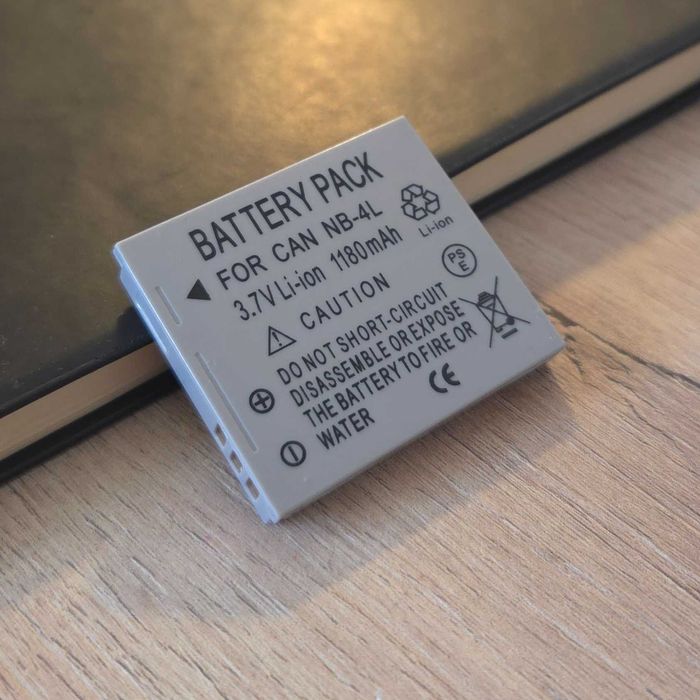 BATTERY PACK
FOR CAN NB-4L
3.7V Li-ion 1180mAh
Li-ion
CAUTION
PS
E
DO NOT SHORT-CIRCUIT
DISASSEMBLE OR EXPOSE
THE BATTERY TO FIRE OR
WATER
CE